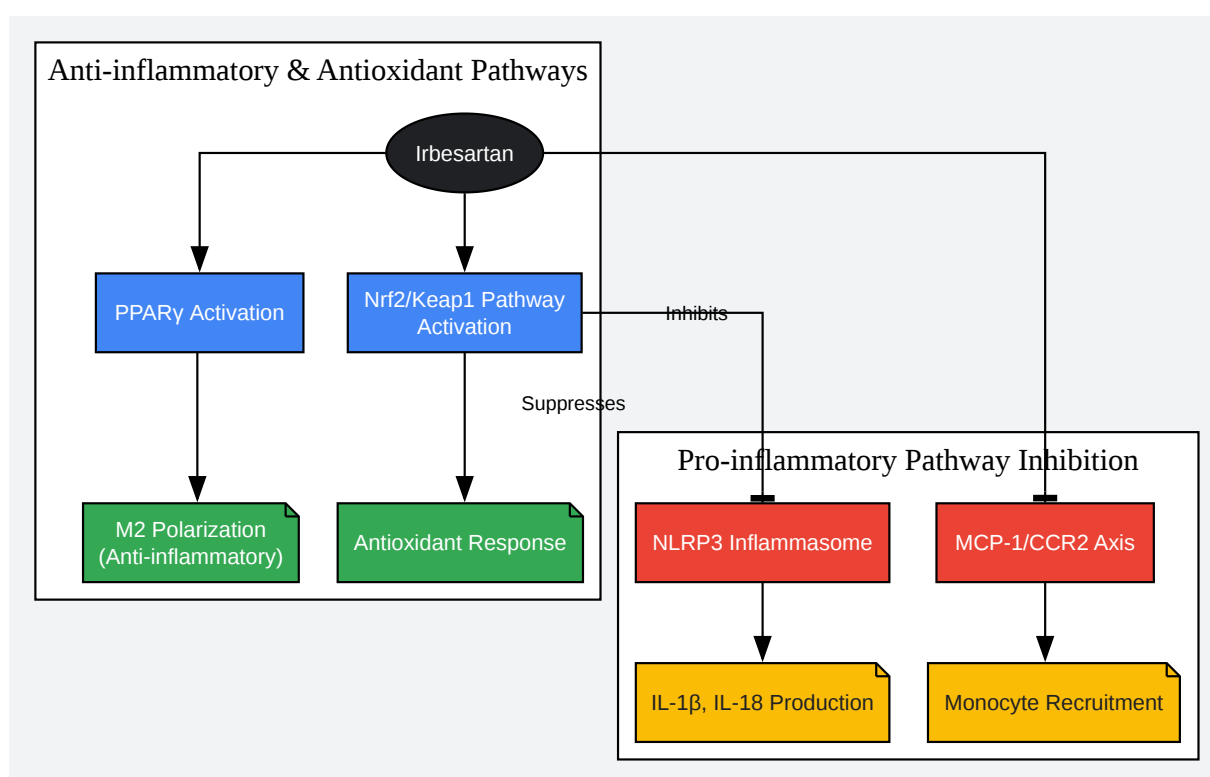 Anti-inflammatory & Antioxidant Pathways
Irbesartan
PPARγ Activation
Nrf2/Keap1 Pathway
Activation
Inhibits
Suppresses
M2 Polarization
(Anti-inflammatory)
Antioxidant Response
Pro-inflammatory Pathway Inhibition
NLRP3 Inflammasome
MCP-1/CCR2 Axis
IL-1β, IL-18 Production
Monocyte Recruitment